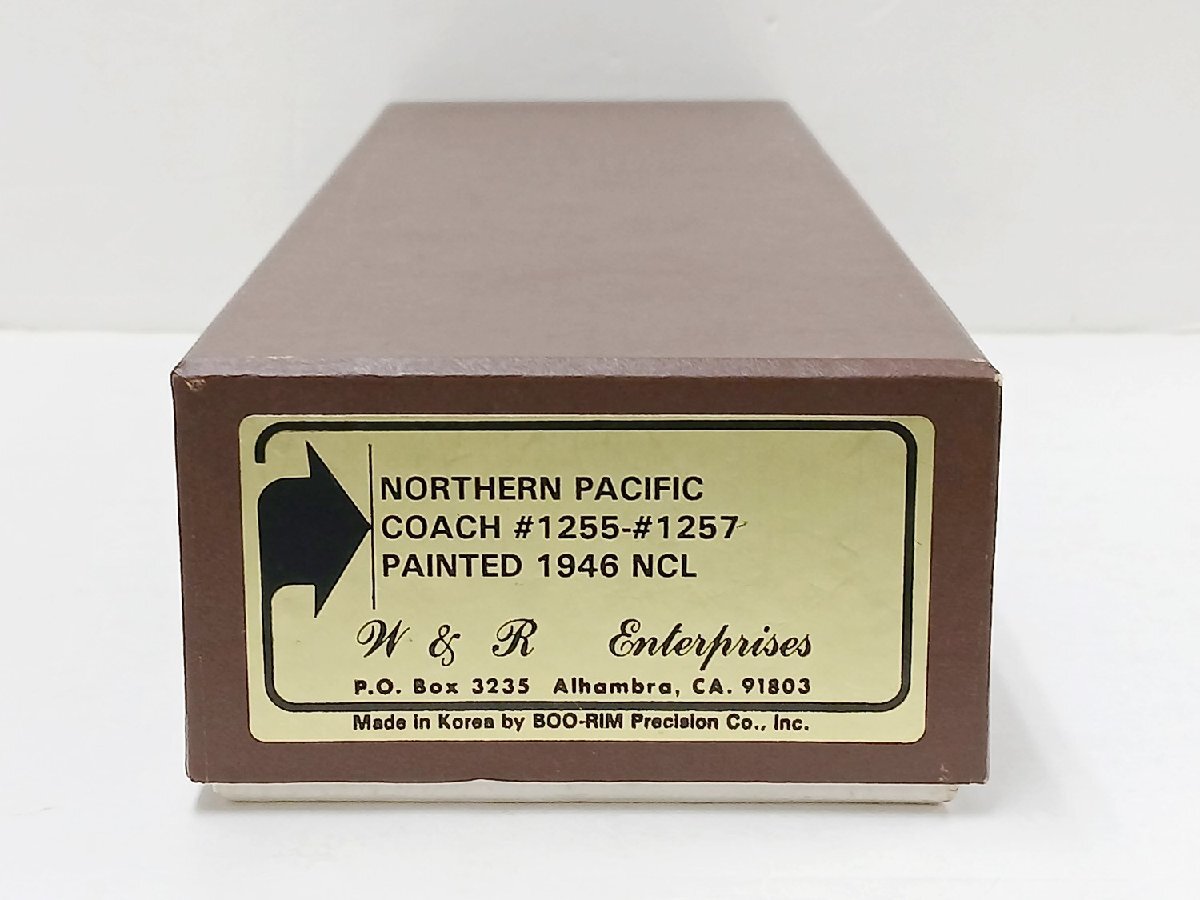 NORTHERN PACIFIC
COACH #1255-#1257
PAINTED 1946 NCL
W & R Enterprises
P.O. Box 3235 Alhambra, CA. 91803
Made in Korea by BOO-RIM Precision Co., Inc.